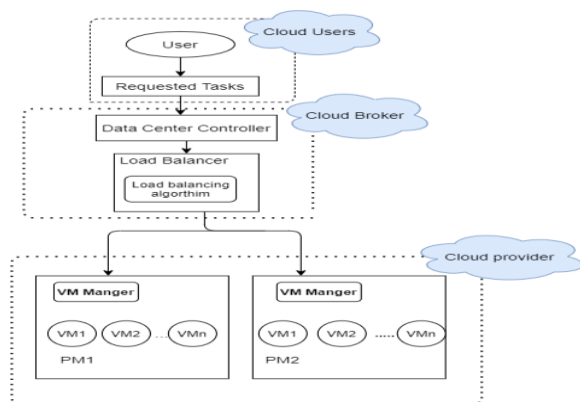 Cloud Users
User
Requested Tasks
Cloud Broker
Data Center Controller
Load Balancer
Load balancing
algorthim
Cloud provider
VM Manger
VM1 VM2 ... VMn
PM1
VM Manger
VM1 VM2 ..... VMn
PM2